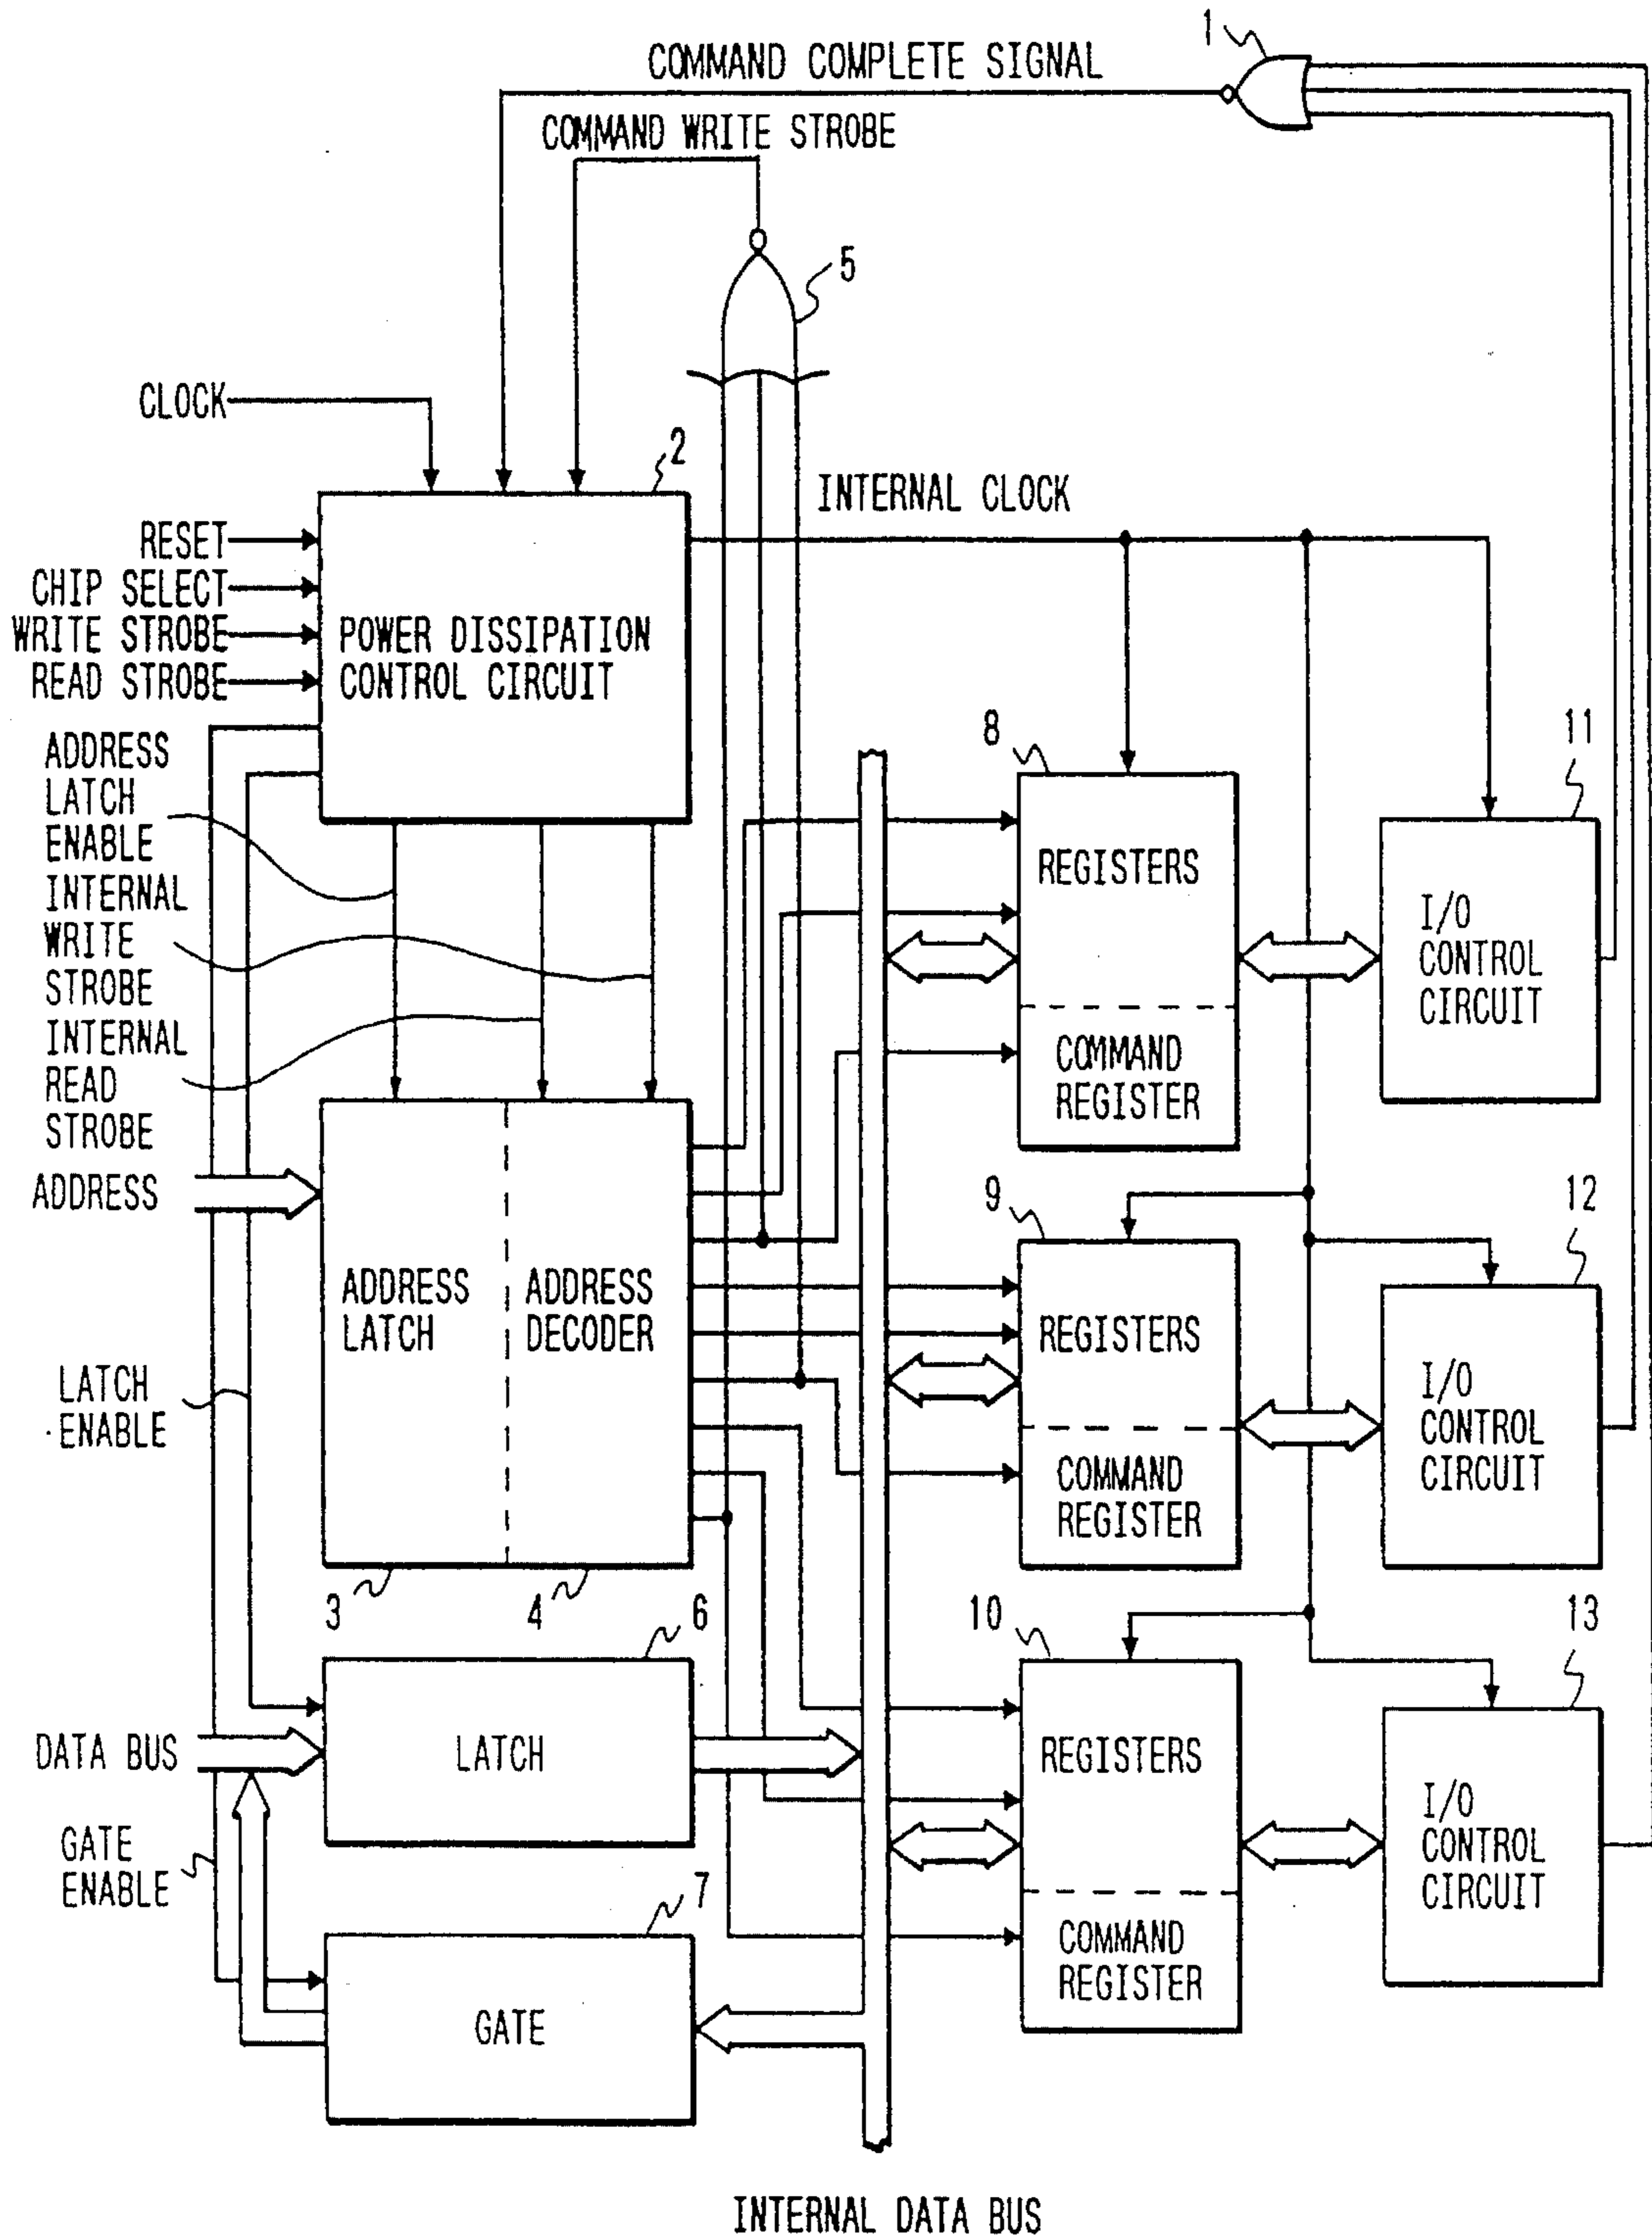 1
COMMAND COMPLETE SIGNAL
COMMAND WRITE STROBE
5
CLOCK
2
INTERNAL CLOCK
RESET
CHIP SELECT
WRITE STROBE
READ STROBE
POWER DISSIPATION
CONTROL CIRCUIT
ADDRESS
LATCH
ENABLE
INTERNAL
WRITE
STROBE
INTERNAL
READ
STROBE
8
REGISTERS
COMMAND
REGISTER
11
I/O
CONTROL
CIRCUIT
ADDRESS
ADDRESS
LATCH
ADDRESS
DECODER
9
REGISTERS
COMMAND
REGISTER
12
I/O
CONTROL
CIRCUIT
LATCH
ENABLE
3
4
6
10
REGISTERS
COMMAND
REGISTER
13
I/O
CONTROL
CIRCUIT
DATA BUS
LATCH
GATE
ENABLE
7
GATE
INTERNAL DATA BUS